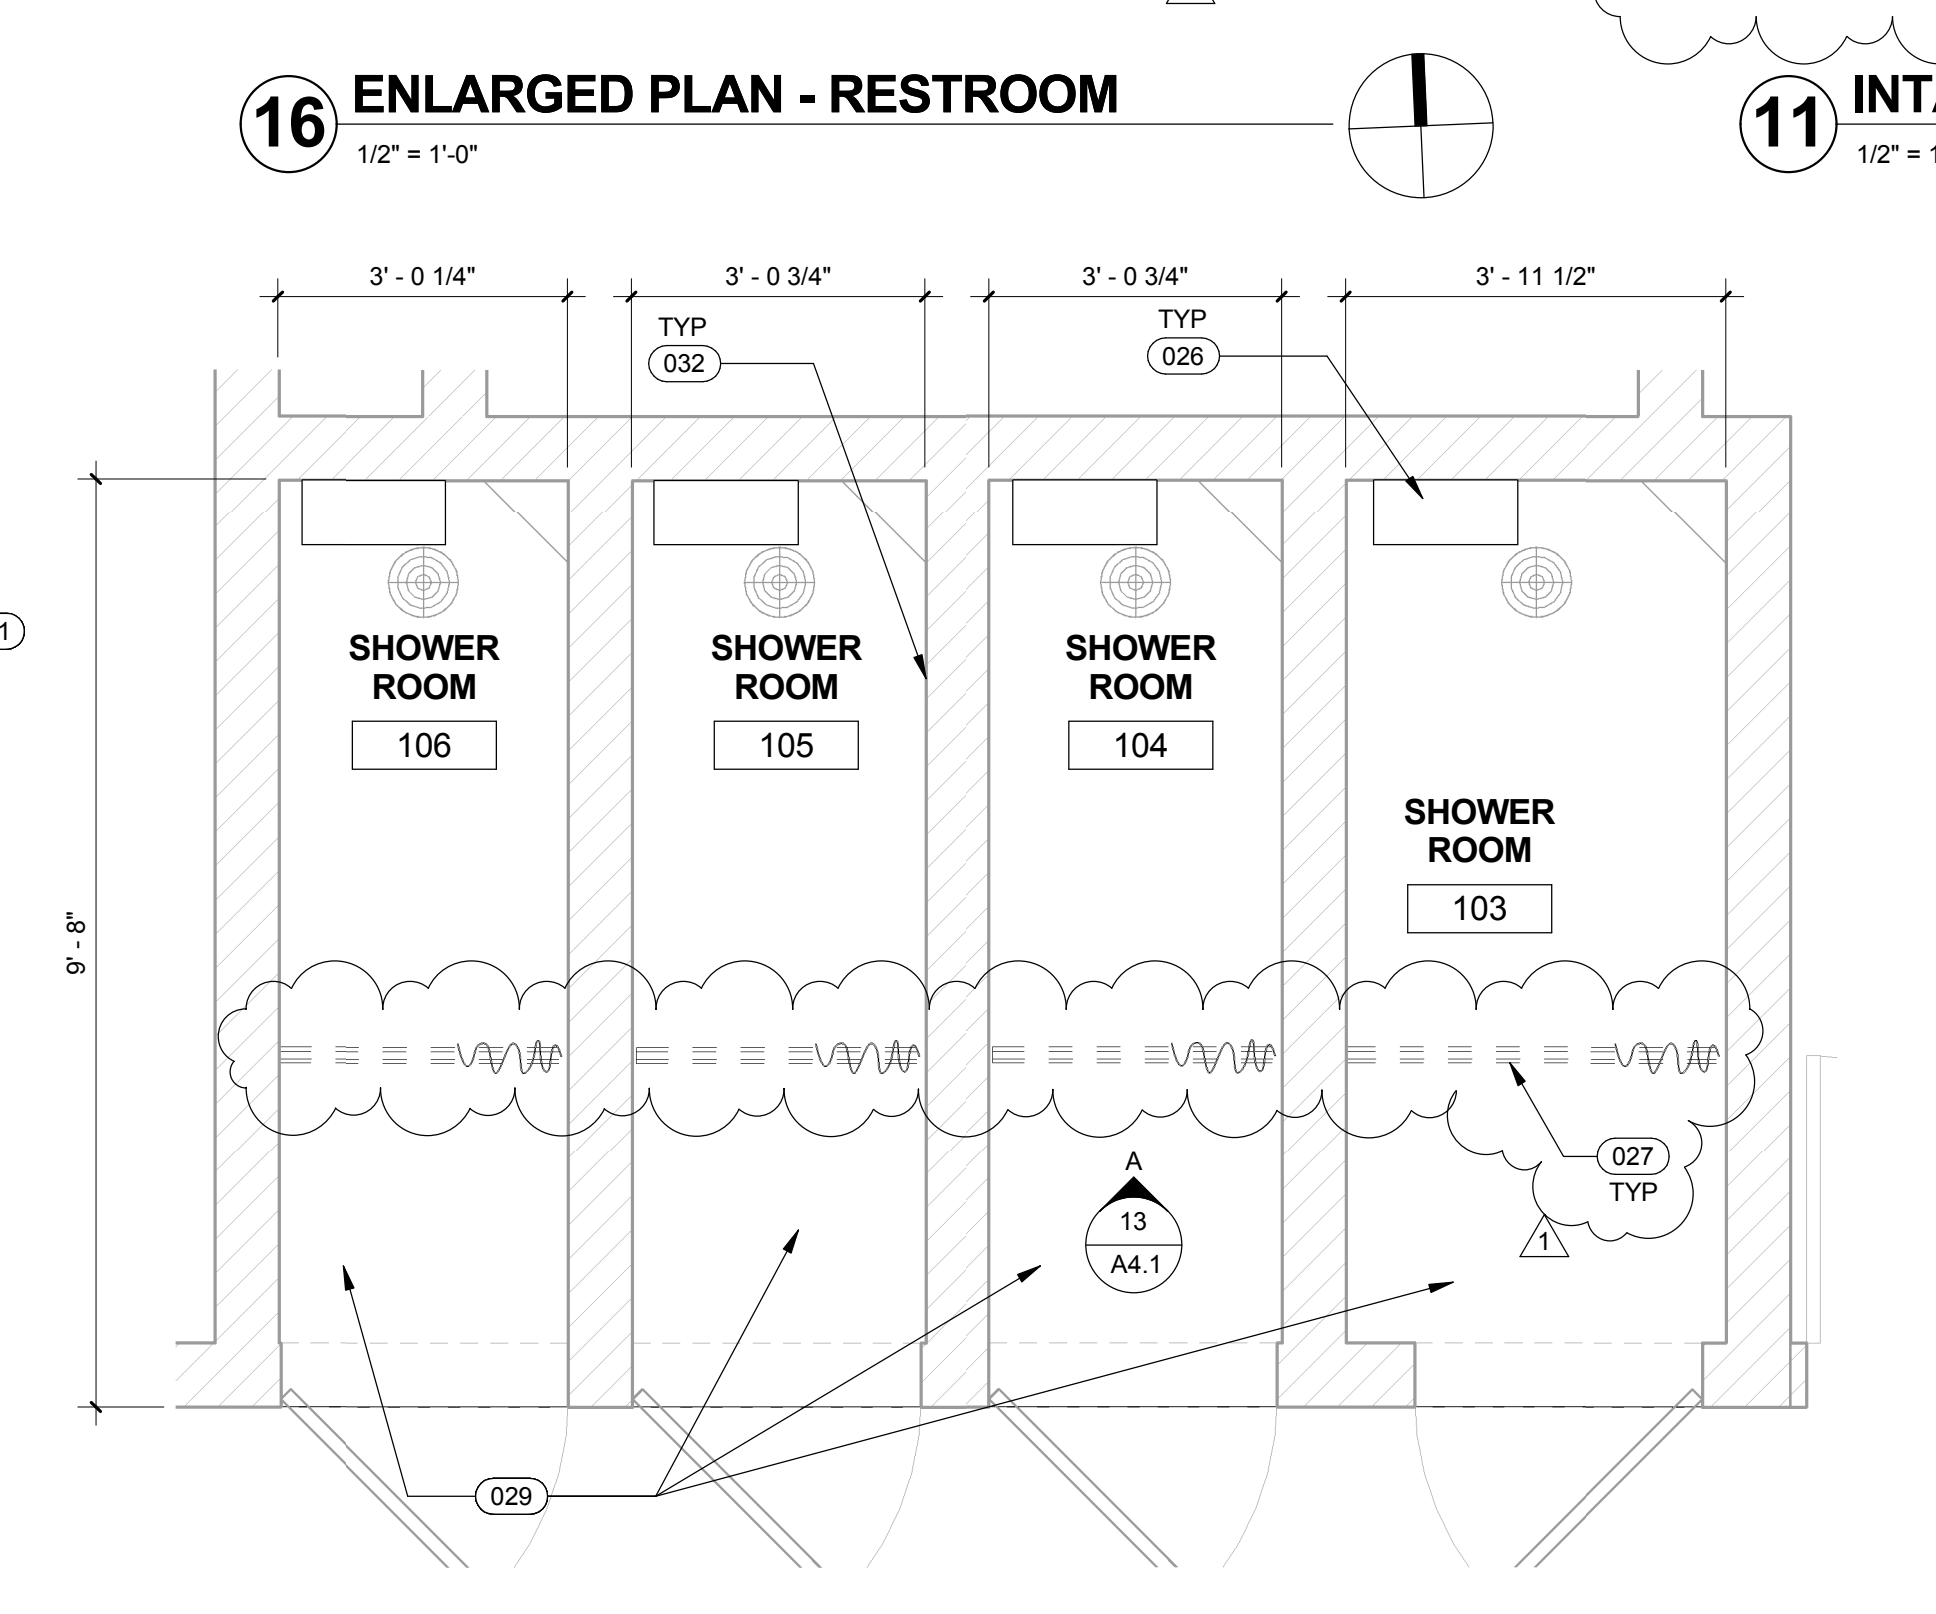 16 ENLARGED PLAN - RESTROOM
1/2" = 1'-0"
11
1/2" = 1
3' - 0 1/4"
3' - 0 3/4"
3' - 0 3/4"
3' - 11 1/2"
TYP
032
TYP
026
1
SHOWER
ROOM
106
SHOWER
ROOM
105
SHOWER
ROOM
104
SHOWER
ROOM
103
9' - 8"
A
13
A4.1
027
TYP
1
029